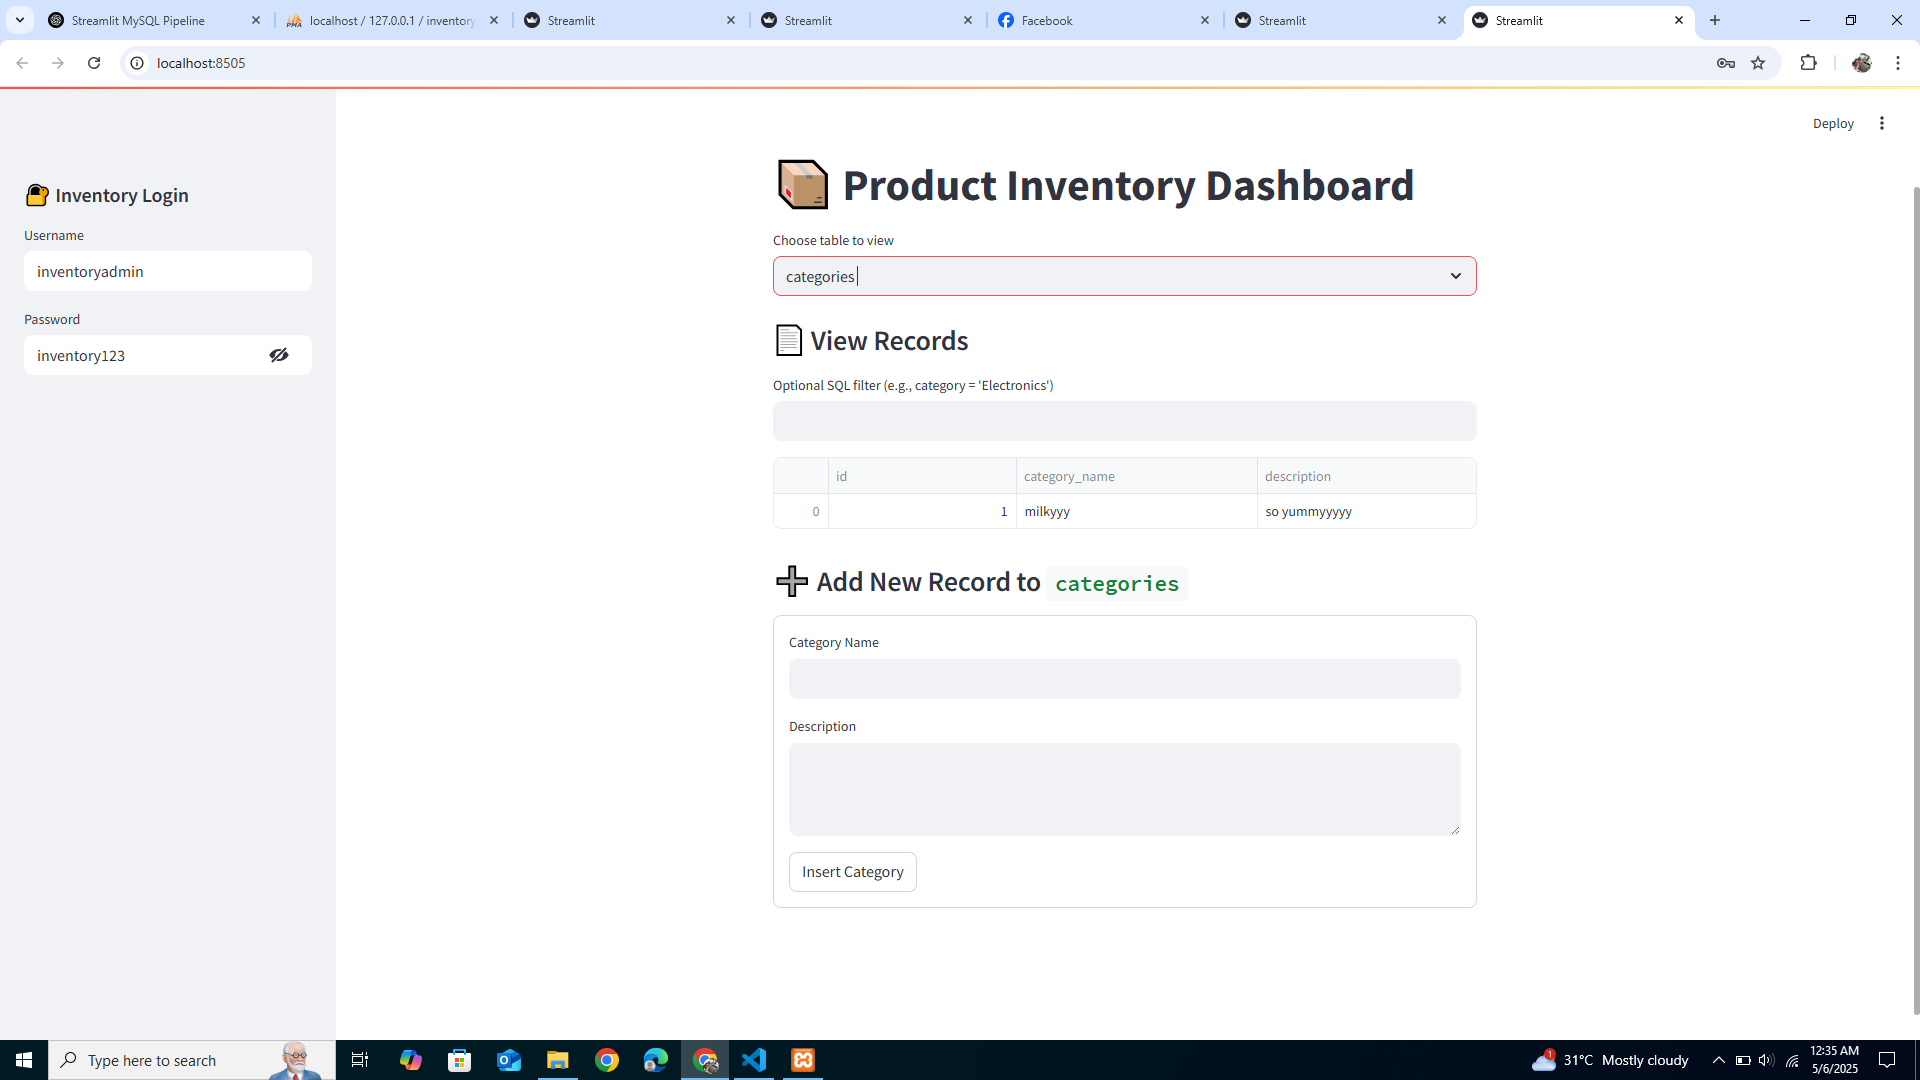 Streamlit MySQL Pipeline
localhost / 127.0.0.1 / inventory
Streamlit
Streamlit
Facebook
Streamlit
Streamlit
localhost:8505
Deploy
Inventory Login
Username
inventoryadmin
Password
inventory123
Product Inventory Dashboard
Choose table to view
categories
View Records
Optional SQL filter (e.g., category = 'Electronics')
id category_name description
0 1 milkyyy so yummyyyyy
Add New Record to categories
Category Name
Description
Insert Category
Type here to search
1
31°C Mostly cloudy
12:35 AM
5/6/2025